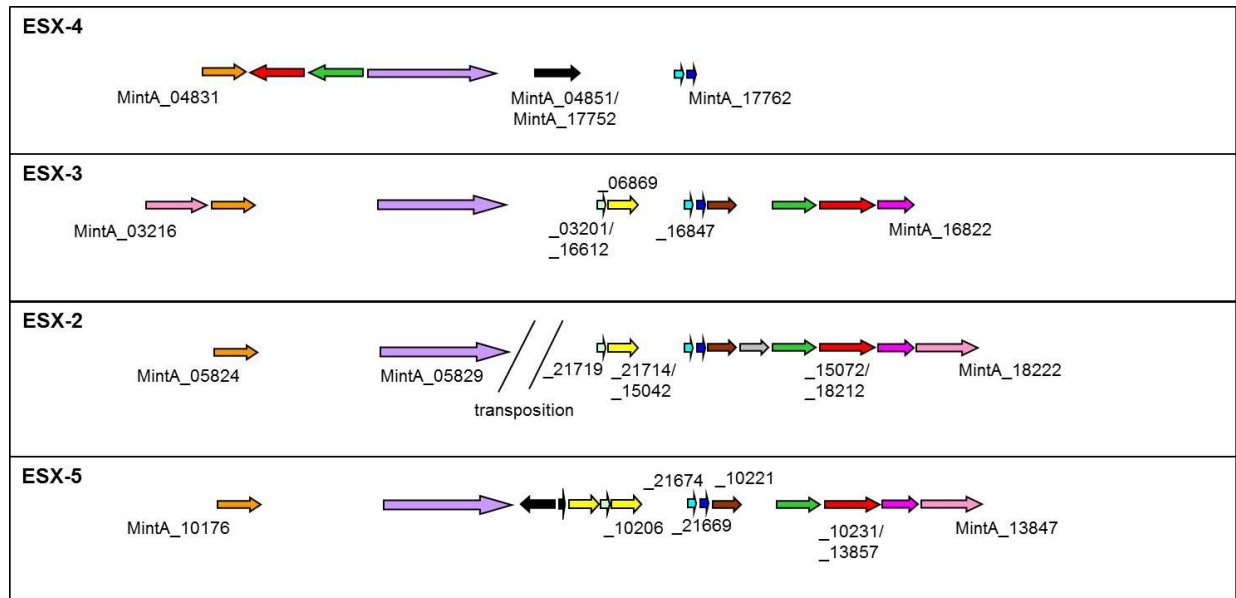 ESX-4
MintA_04831
MintA_04851/
MintA_17752
MintA_17762
ESX-3
_06869
MintA_03216
_03201/
_16612
_16847
MintA_16822
ESX-2
MintA_05824
MintA_05829
transposition
_21719
_21714/
_15042
_15072/
_18212
MintA_18222
ESX-5
_21674
_10221
MintA_10176
_10206
_21669
_10231/
_13857
MintA_13847